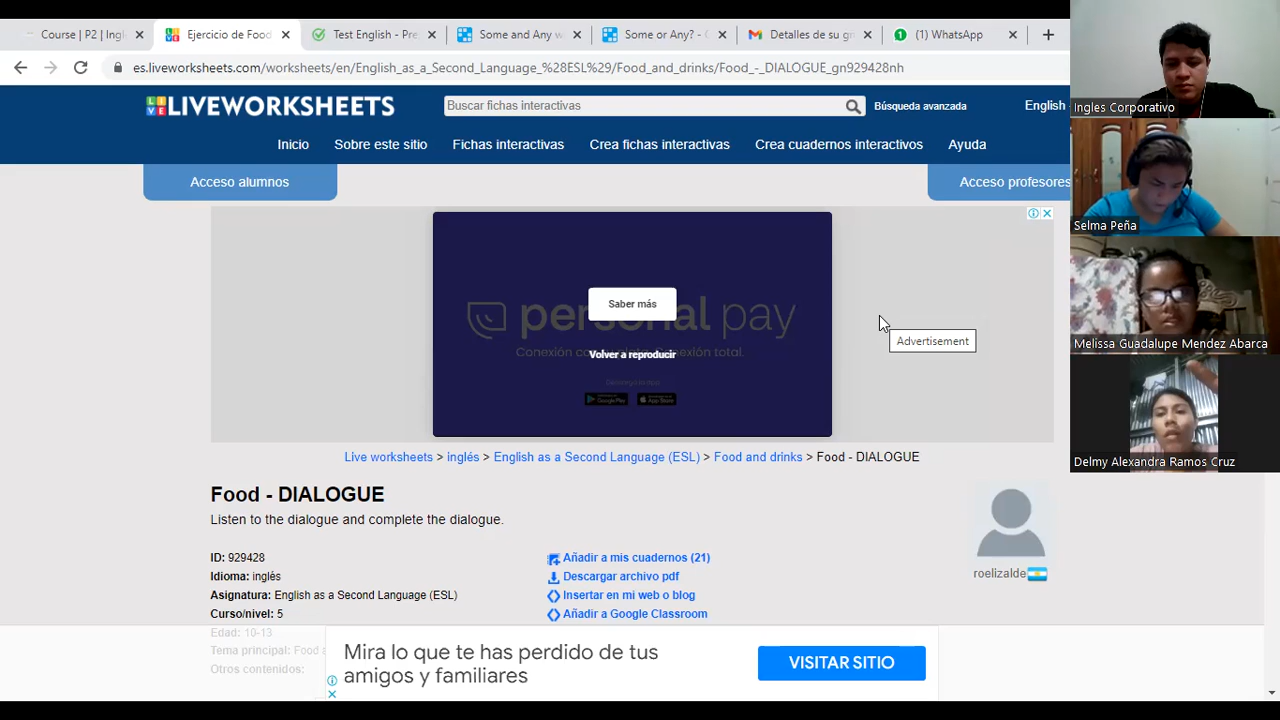 Course | P2 | Ingl
Ejercicio de Food
Test English - Pre
Some and Any w
Some or Any? - G
Detalles de su gm
(1) WhatsApp
es.liveworksheets.com/worksheets/en/English_as_a_Second_Language_%28ESL%29/Food_and_drinks/Food_-_DIALOGUE_gn929428nh
LIVEWORKSHEETS
Buscar fichas interactivas
Búsqueda avanzada
English -
Inicio
Sobre este sitio
Fichas interactivas
Crea fichas interactivas
Crea cuadernos interactivos
Ayuda
Acceso alumnos
Acceso profesores
Saber más
personal pay
Volver a reproducir
Advertisement
Live worksheets > inglés > English as a Second Language (ESL) > Food and drinks > Food - DIALOGUE
Food - DIALOGUE
Listen to the dialogue and complete the dialogue.
ID: 929428
Idioma: inglés
Asignatura: English as a Second Language (ESL)
Curso/nivel: 5
Edad: 10-13
Tema principal: Food a
Otros contenidos:
Añadir a mis cuadernos (21)
Descargar archivo pdf
Insertar en mi web o blog
Añadir a Google Classroom
roelizalde
Mira lo que te has perdido de tus
amigos y familiares
VISITAR SITIO
Ingles Corporativo
Selma Peña
Melissa Guadalupe Mendez Abarca
Delmy Alexandra Ramos Cruz